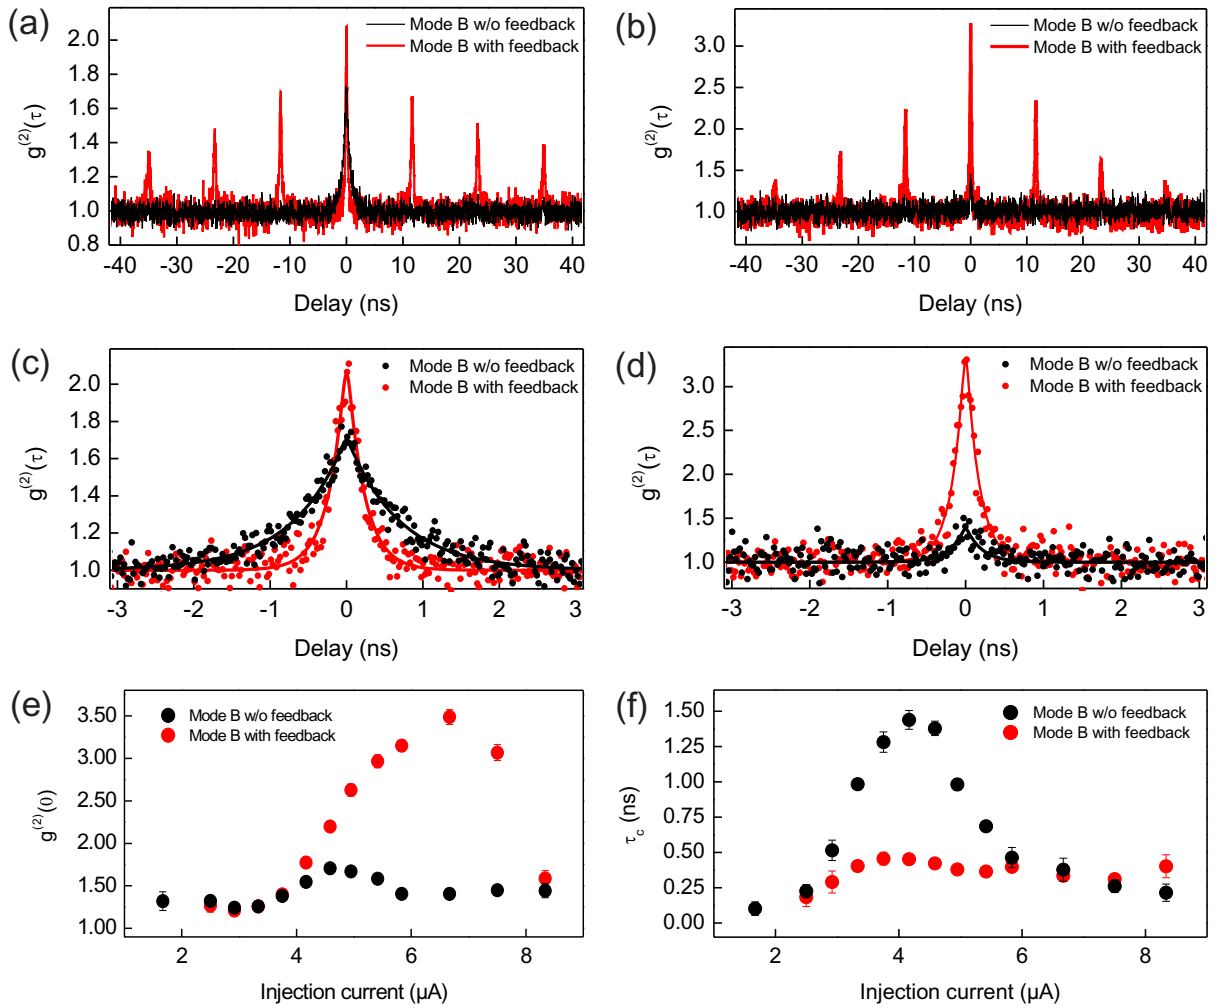 (a)
Mode B w/o feedback
Mode B with feedback
g(2)(τ)
2.0
1.8
1.6
1.4
1.2
1.0
0.8
-40 -30 -20 -10 0 10 20 30 40
Delay (ns)
(b)
Mode B w/o feedback
Mode B with feedback
g(2)(τ)
3.0
2.5
2.0
1.5
1.0
-40 -30 -20 -10 0 10 20 30 40
Delay (ns)
(c)
Mode B w/o feedback
Mode B with feedback
g(2)(τ)
2.0
1.8
1.6
1.4
1.2
1.0
-3 -2 -1 0 1 2 3
Delay (ns)
(d)
Mode B w/o feedback
Mode B with feedback
g(2)(τ)
3.0
2.5
2.0
1.5
1.0
-3 -2 -1 0 1 2 3
Delay (ns)
(e)
Mode B w/o feedback
Mode B with feedback
g(2)(0)
3.50
3.00
2.50
2.00
1.50
1.00
2 4 6 8
Injection current (µA)
(f)
Mode B w/o feedback
Mode B with feedback
τc (ns)
1.50
1.25
1.00
0.75
0.50
0.25
0.00
2 4 6 8
Injection current (µA)